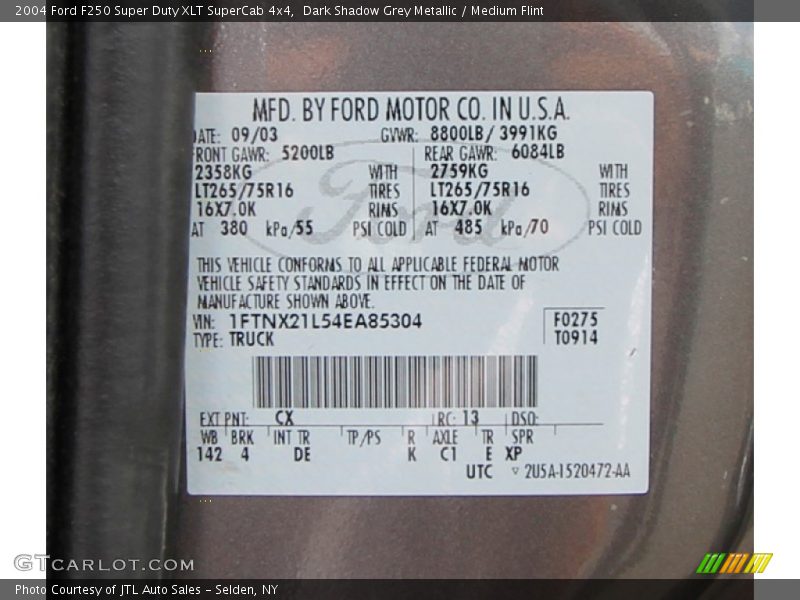 2004 Ford F250 Super Duty XLT SuperCab 4x4,  Dark Shadow Grey Metallic / Medium Flint
MFD. BY FORD MOTOR CO. IN U.S.A.
DATE: 09/03 GVWR: 8800LB/ 3991KG
FRONT GAWR: 5200LB REAR GAWR: 6084LB
2358KG WITH 2759KG WITH
LT265/75R16 TIRES LT265/75R16 TIRES
16X7.0K RIMS 16X7.0K RIMS
AT 380 kPa/55 PSI COLD AT 485 kPa/70 PSI COLD
Ford
THIS VEHICLE CONFORMS TO ALL APPLICABLE FEDERAL MOTOR
VEHICLE SAFETY STANDARDS IN EFFECT ON THE DATE OF
MANUFACTURE SHOWN ABOVE.
VIN: 1FTNX21L54EA85304 F0275
TYPE: TRUCK T0914
EXT PNT: CX RC: 13 DSO:
WB BRK INT TR TP/PS R AXLE TR SPR
142 4 DE K C1 E XP
UTC ▽ 2U5A-1520472-AA
GTCARLOT.COM
Photo Courtesy of JTL Auto Sales - Selden, NY